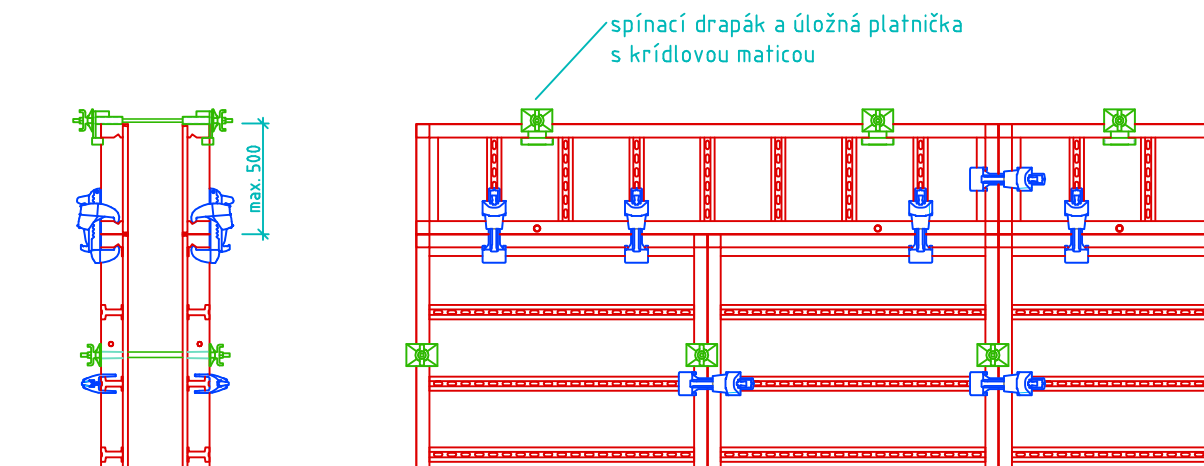 spínací drapák a úložná platnička
s krídlovou maticou
max. 500